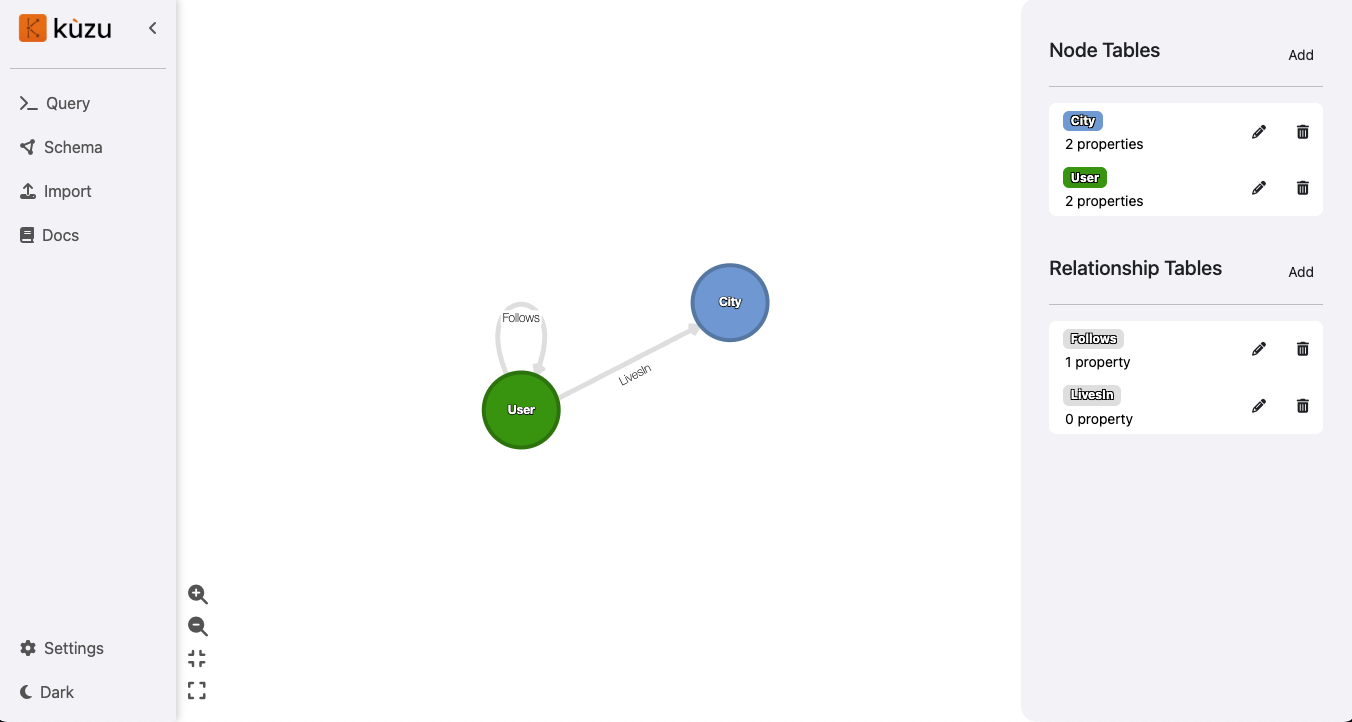 kùzu
Query
Schema
Import
Docs
Settings
Dark
Follows
User
LivesIn
City
Node Tables
Add
City
2 properties
User
2 properties
Relationship Tables
Add
Follows
1 property
LivesIn
0 property